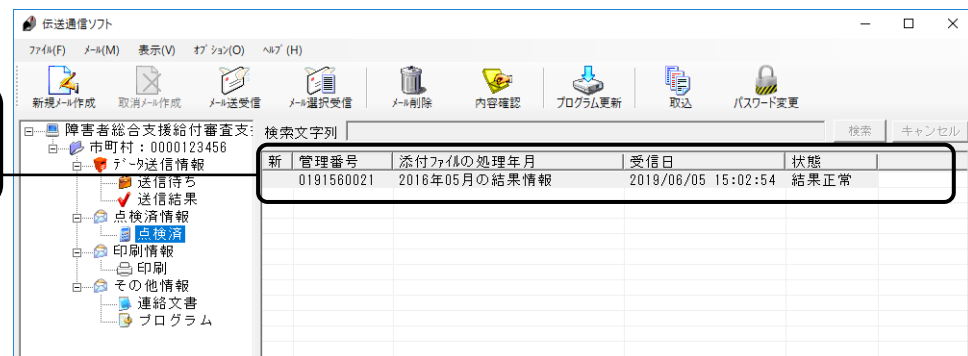 伝送通信ソフト
ファイル(F) メール(M) 表示(V) オプション(O) ヘルプ(H)
新規メール作成 取消メール作成 メール送受信 メール選択受信 メール削除 内容確認 プログラム更新 取込 パスワード変更
障害者総合支援給付審査支
検索文字列 検索 キャンセル
市町村：0000123456
データ送信情報
送信待ち
送信結果
点検済情報
点検済
印刷情報
印刷
その他情報
連絡文書
プログラム
新 管理番号 添付ファイルの処理年月 受信日 状態
0191560021 2016年05月の結果情報 2019/06/05 15:02:54 結果正常